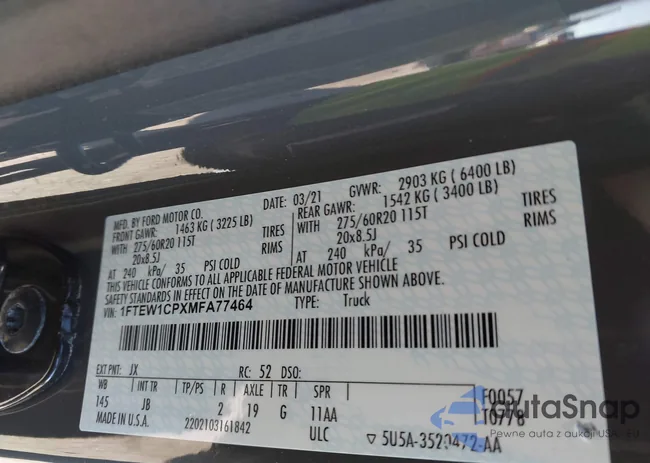 MFD. BY FORD MOTOR CO. DATE: 03/21 GVWR: 2903 KG ( 6400 LB)
FRONT GAWR: 1463 KG ( 3225 LB) REAR GAWR: 1542 KG ( 3400 LB)
WITH 275/60R20 115T TIRES WITH 275/60R20 115T TIRES
20x8.5J RIMS 20x8.5J RIMS
AT 240 kPa/ 35 PSI COLD AT 240 kPa/ 35 PSI COLD
THIS VEHICLE CONFORMS TO ALL APPLICABLE FEDERAL MOTOR VEHICLE
SAFETY STANDARDS IN EFFECT ON THE DATE OF MANUFACTURE SHOWN ABOVE.
VIN: 1FTEW1CPXMFA77464 TYPE: Truck
EXT PNT: JX RC: 52 DSO:
WB INT TR TP/PS R AXLE TR SPR
145 JB 2 19 G 11AA
F0057
T0778
MADE IN U.S.A. 2202103161842 ULC
5U5A-3520472-AA
GlutaSnap
Pewne auta z aukcji USA